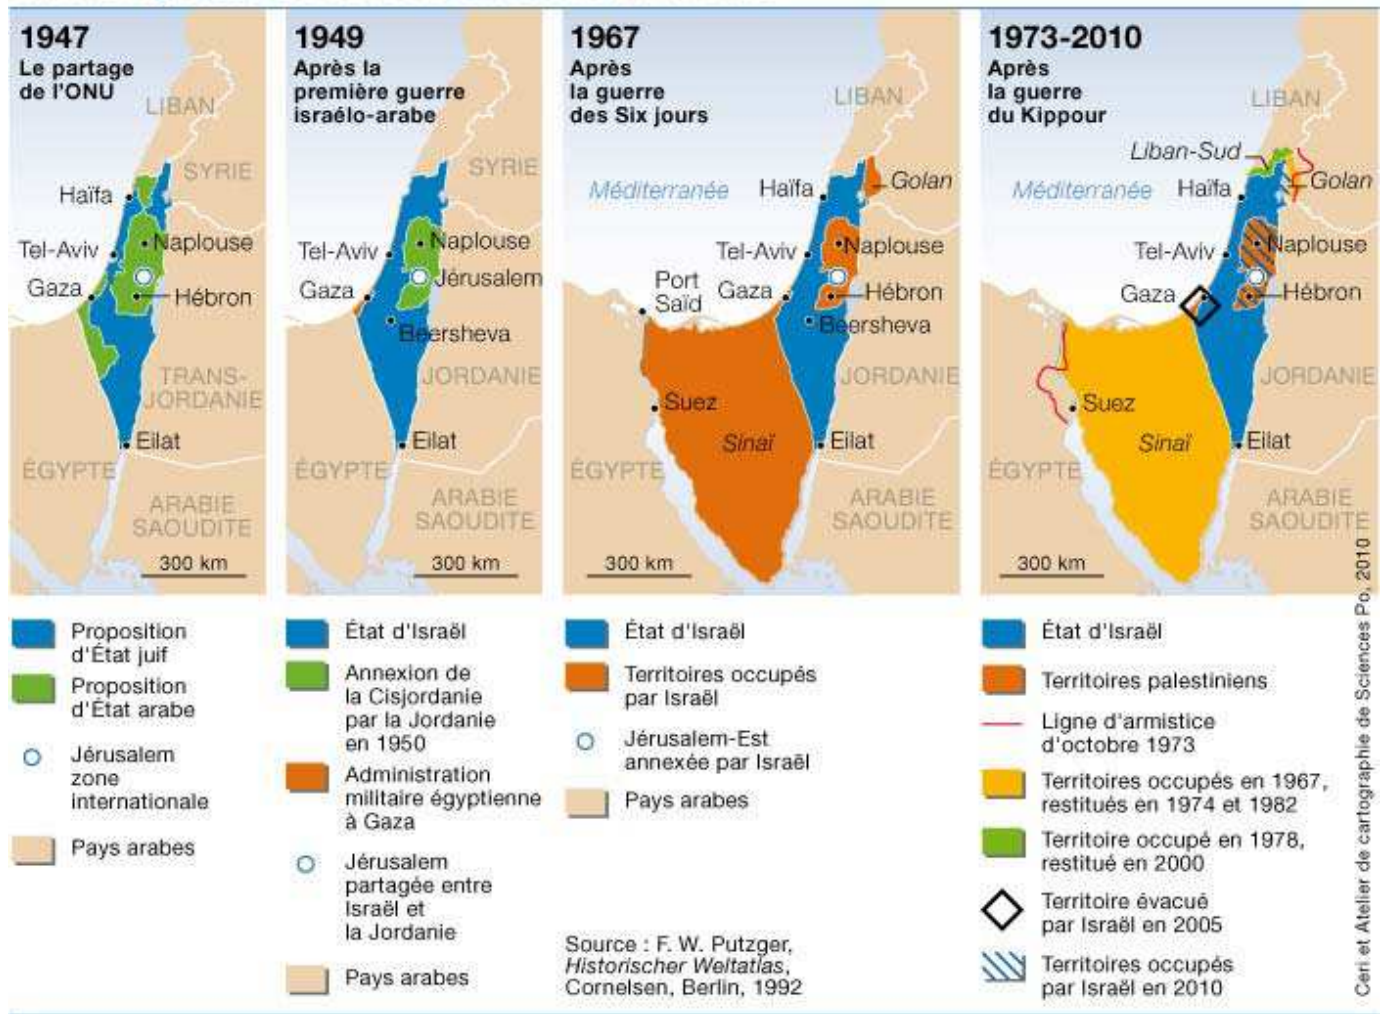 1947
Le partage
de l'ONU
LIBAN
SYRIE
Haïfa
Tel-Aviv
Naplouse
Gaza
Hébron
TRANS-
JORDANIE
Eilat
ÉGYPTE
ARABIE
SAOUDITE
300 km
Proposition
d'État juif
Proposition
d'État arabe
Jérusalem
zone
internationale
Pays arabes
1949
Après la
première guerre
israélo-arabe
SYRIE
Naplouse
Tel-Aviv
Jérusalem
Gaza
Beersheva
JORDANIE
Eilat
ÉGYPTE
ARABIE
SAOUDITE
300 km
État d'Israël
Annexion de
la Cisjordanie
par la Jordanie
en 1950
Administration
militaire égyptienne
à Gaza
Jérusalem
partagée entre
Israël et
la Jordanie
Pays arabes
1967
Après
la guerre
des Six jours
LIBAN
Méditerranée
Haïfa
Golan
Tel-Aviv
Naplouse
Port
Saïd
Gaza
Hébron
Beersheva
JORDANIE
Suez
Sinaï
Eilat
ÉGYPTE
ARABIE
SAOUDITE
300 km
État d'Israël
Territoires occupés
par Israël
Jérusalem-Est
annexée par Israël
Pays arabes
Source : F. W. Putzger,
Historischer Weltatlas,
Cornelsen, Berlin, 1992
1973-2010
Après
la guerre
du Kippour
LIBAN
Liban-Sud
Méditerranée
Haïfa
Golan
Tel-Aviv
Naplouse
Gaza
Hébron
JORDANIE
Suez
Sinaï
Eilat
ÉGYPTE
ARABIE
SAOUDITE
300 km
État d'Israël
Territoires palestiniens
Ligne d'armistice
d'octobre 1973
Territoires occupés en 1967,
restitués en 1974 et 1982
Territoire occupé en 1978,
restitué en 2000
Territoire évacué
par Israël en 2005
Territoires occupés
par Israël en 2010
Ceri et Atelier de cartographie de Sciences Po, 2010